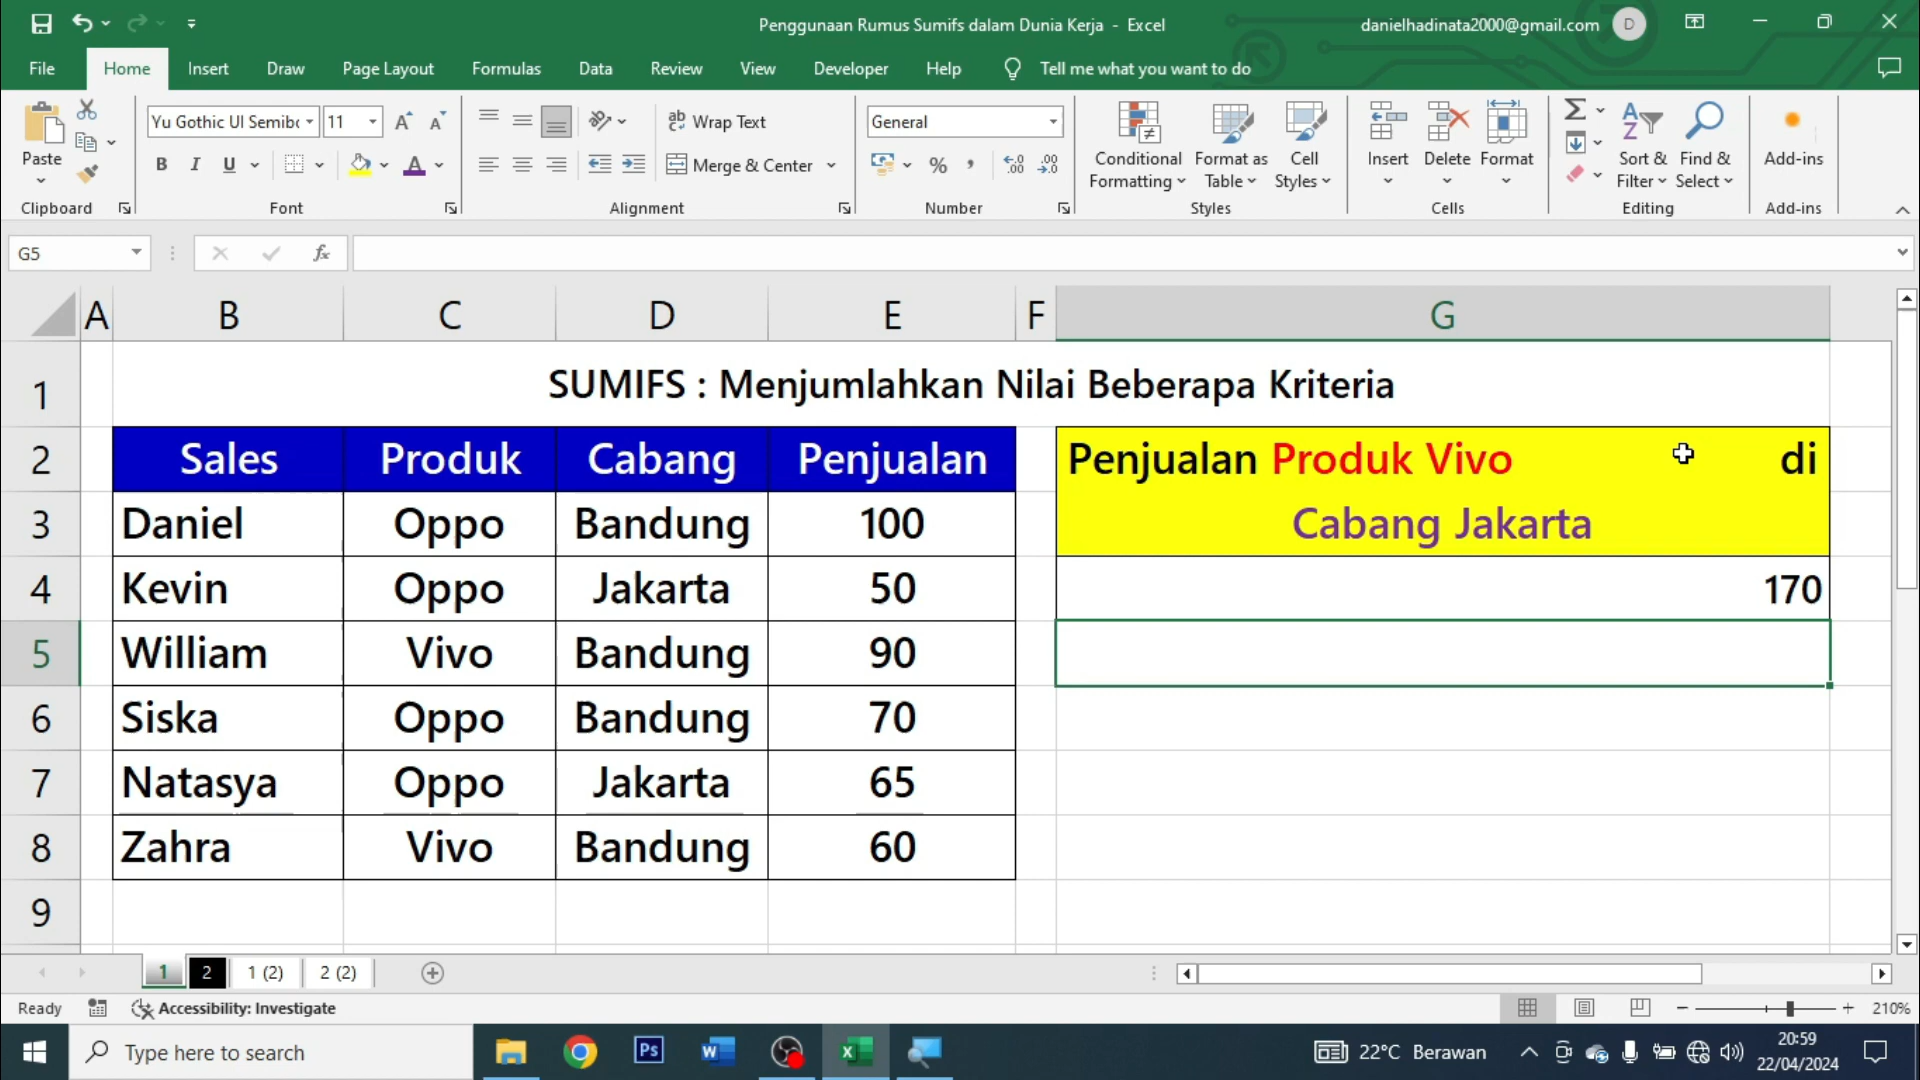 Penggunaan Rumus Sumifs dalam Dunia Kerja - Excel
danielhadinata2000@gmail.com D
File Home Insert Draw Page Layout Formulas Data Review View Developer Help Tell me what you want to do
Yu Gothic UI Semibc 11
ab Wrap Text
General
Paste
B I U
A
Merge & Center
% ,
Conditional Formatting
Format as Table
Cell Styles
Insert Delete Format
Sort & Filter
Find & Select
Add-ins
Clipboard Font Alignment Number Styles Cells Editing Add-ins
G5 fx
A B C D E F G
1 SUMIFS : Menjumlahkan Nilai Beberapa Kriteria
2 Sales Produk Cabang Penjualan Penjualan Produk Vivo di
3 Daniel Oppo Bandung 100 Cabang Jakarta
4 Kevin Oppo Jakarta 50 170
5 William Vivo Bandung 90
6 Siska Oppo Bandung 70
7 Natasya Oppo Jakarta 65
8 Zahra Vivo Bandung 60
9
1 2 1 (2) 2 (2)
Ready Accessibility: Investigate 210%
Type here to search Ps W X 22°C Berawan 20:59
22/04/2024